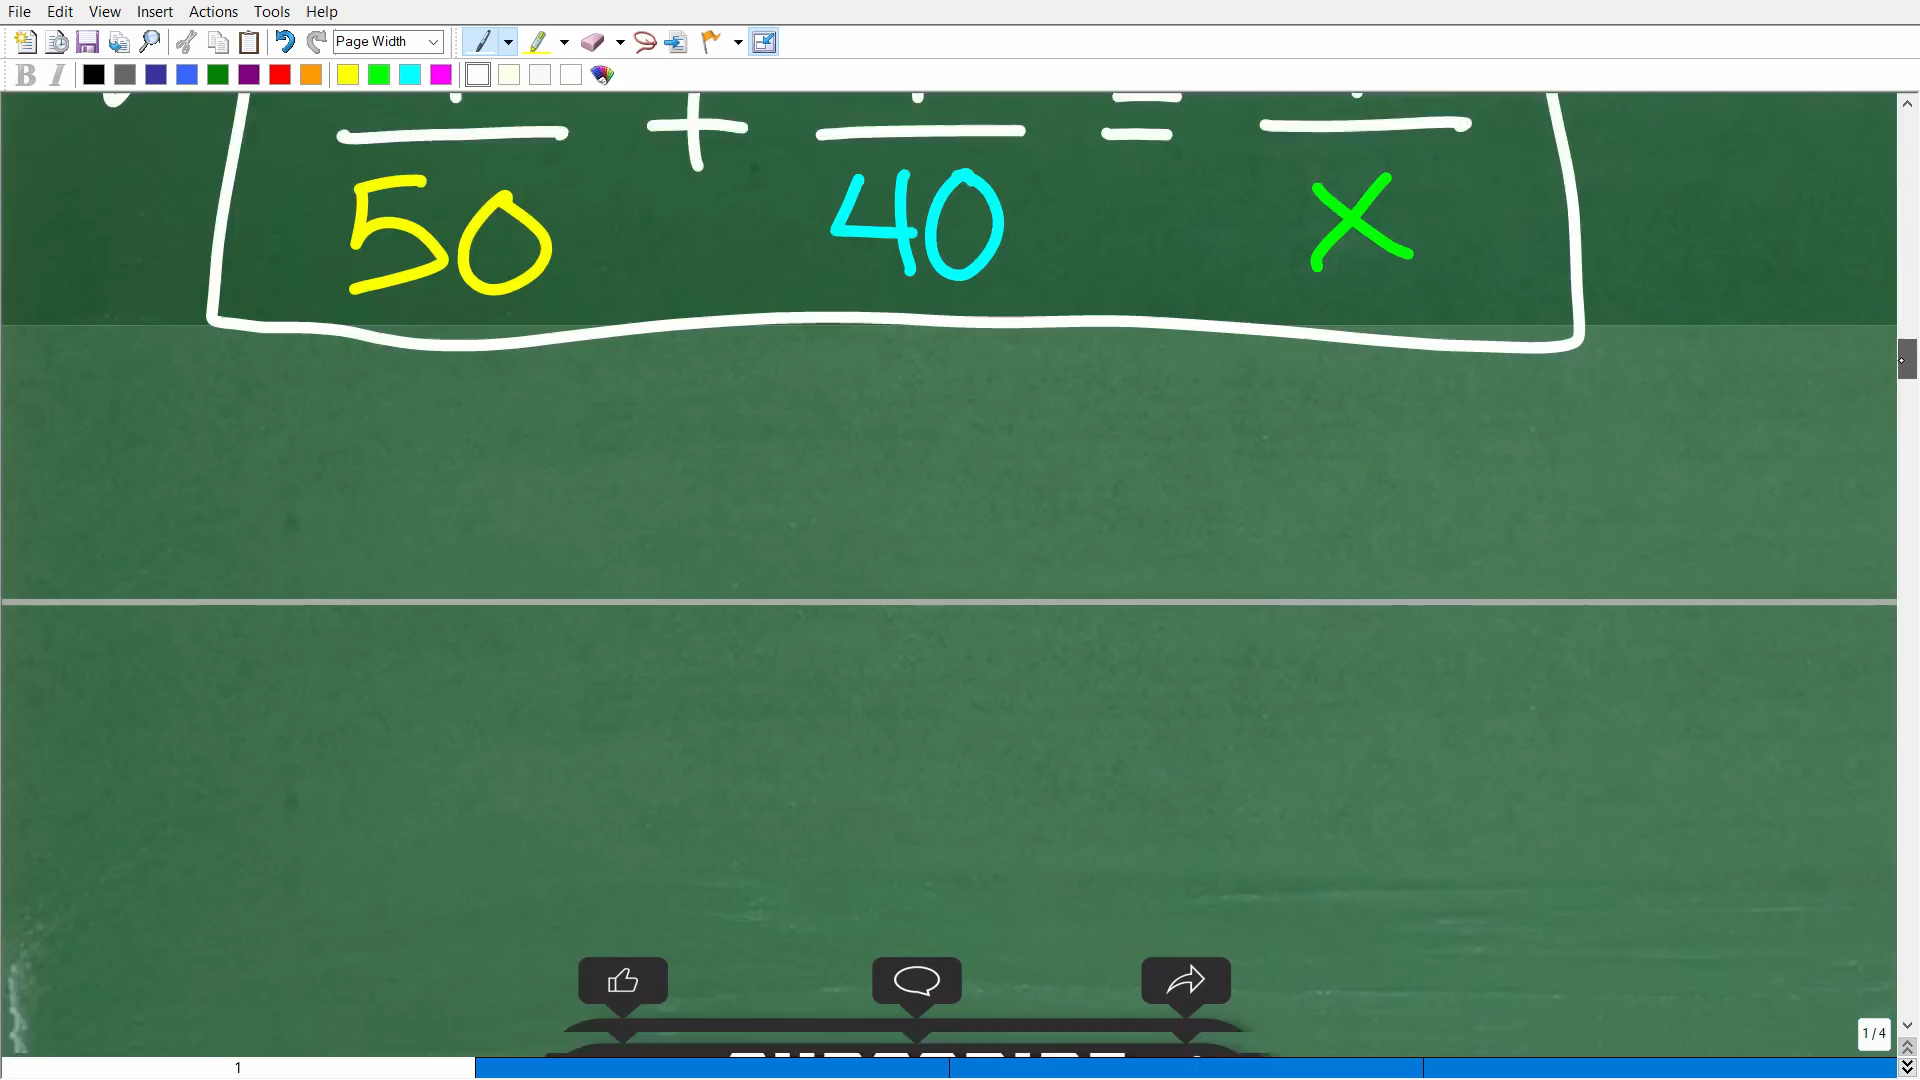 File Edit View Insert Actions Tools Help
Page Width
B I
+ =
50 40 x
1 / 4
1